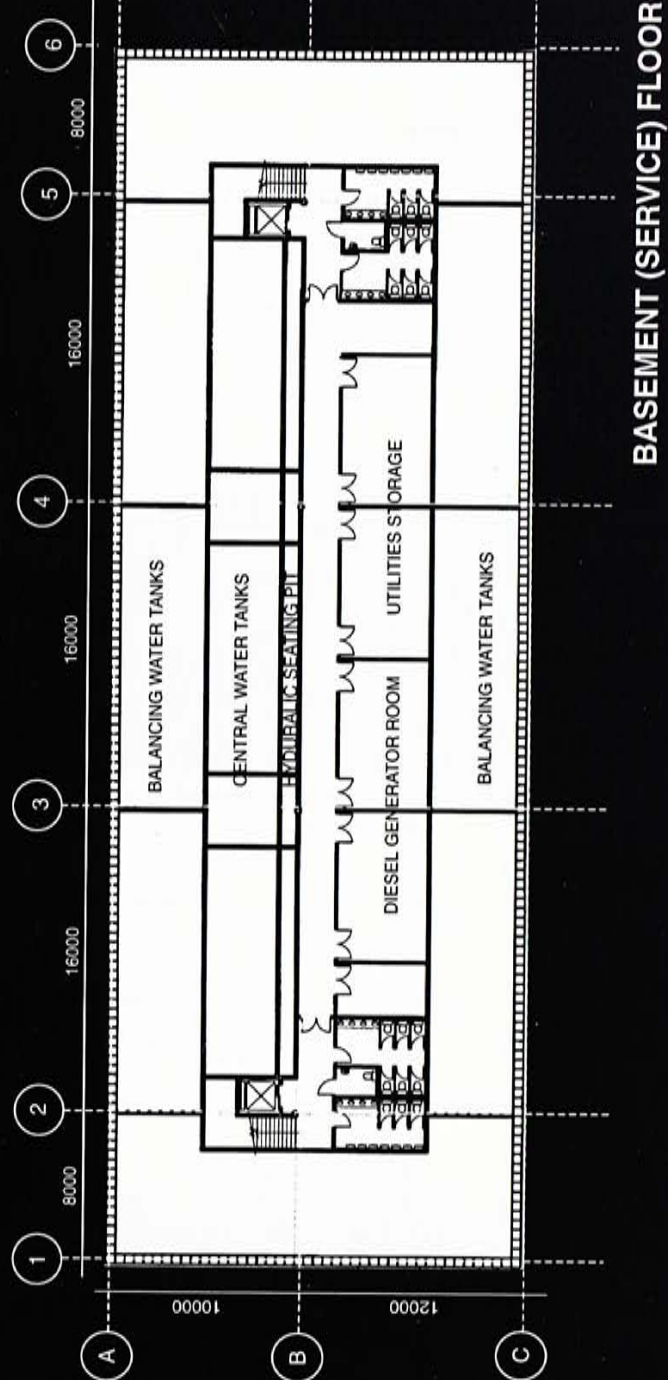 BASEMENT (SERVICE) FLOOR
1
2
3
4
5
6
8000
16000
16000
16000
8000
A
B
C
10000
12000
BALANCING WATER TANKS
CENTRAL WATER TANKS
HYDURALIC SEATING PIT
DIESEL GENERATOR ROOM
UTILITIES STORAGE
BALANCING WATER TANKS